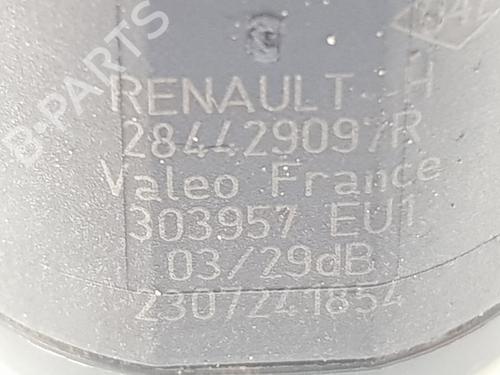 B-PARTS
RENAULT H
284429097R
Valeo France
303957 EU1
03/29dB
2307241854